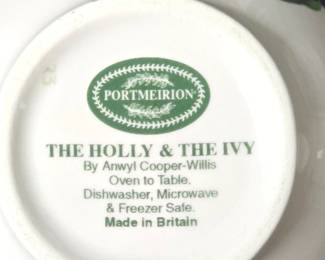 PORTMEIRION
THE HOLLY & THE IVY
By Anwyl Cooper-Willis
Oven to Table.
Dishwasher, Microwave
& Freezer Safe.
Made in Britain